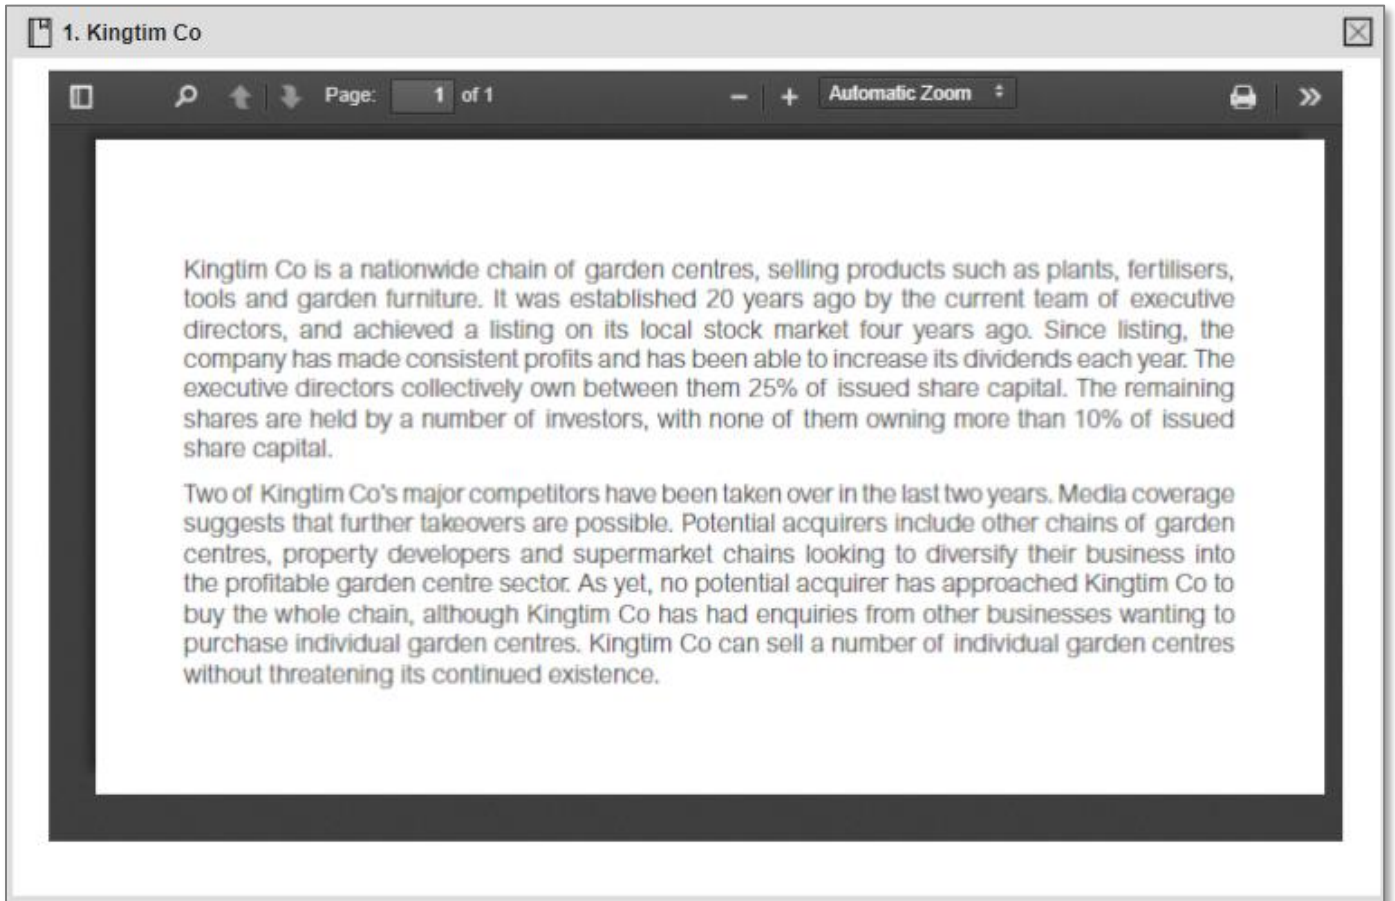 1. Kingtim Co
Page: 1 of 1
Automatic Zoom
Kingtim Co is a nationwide chain of garden centres, selling products such as plants, fertilisers,
tools and garden furniture. It was established 20 years ago by the current team of executive
directors, and achieved a listing on its local stock market four years ago. Since listing, the
company has made consistent profits and has been able to increase its dividends each year. The
executive directors collectively own between them 25% of issued share capital. The remaining
shares are held by a number of investors, with none of them owning more than 10% of issued
share capital.
Two of Kingtim Co's major competitors have been taken over in the last two years. Media coverage
suggests that further takeovers are possible. Potential acquirers include other chains of garden
centres, property developers and supermarket chains looking to diversify their business into
the profitable garden centre sector. As yet, no potential acquirer has approached Kingtim Co to
buy the whole chain, although Kingtim Co has had enquiries from other businesses wanting to
purchase individual garden centres. Kingtim Co can sell a number of individual garden centres
without threatening its continued existence.